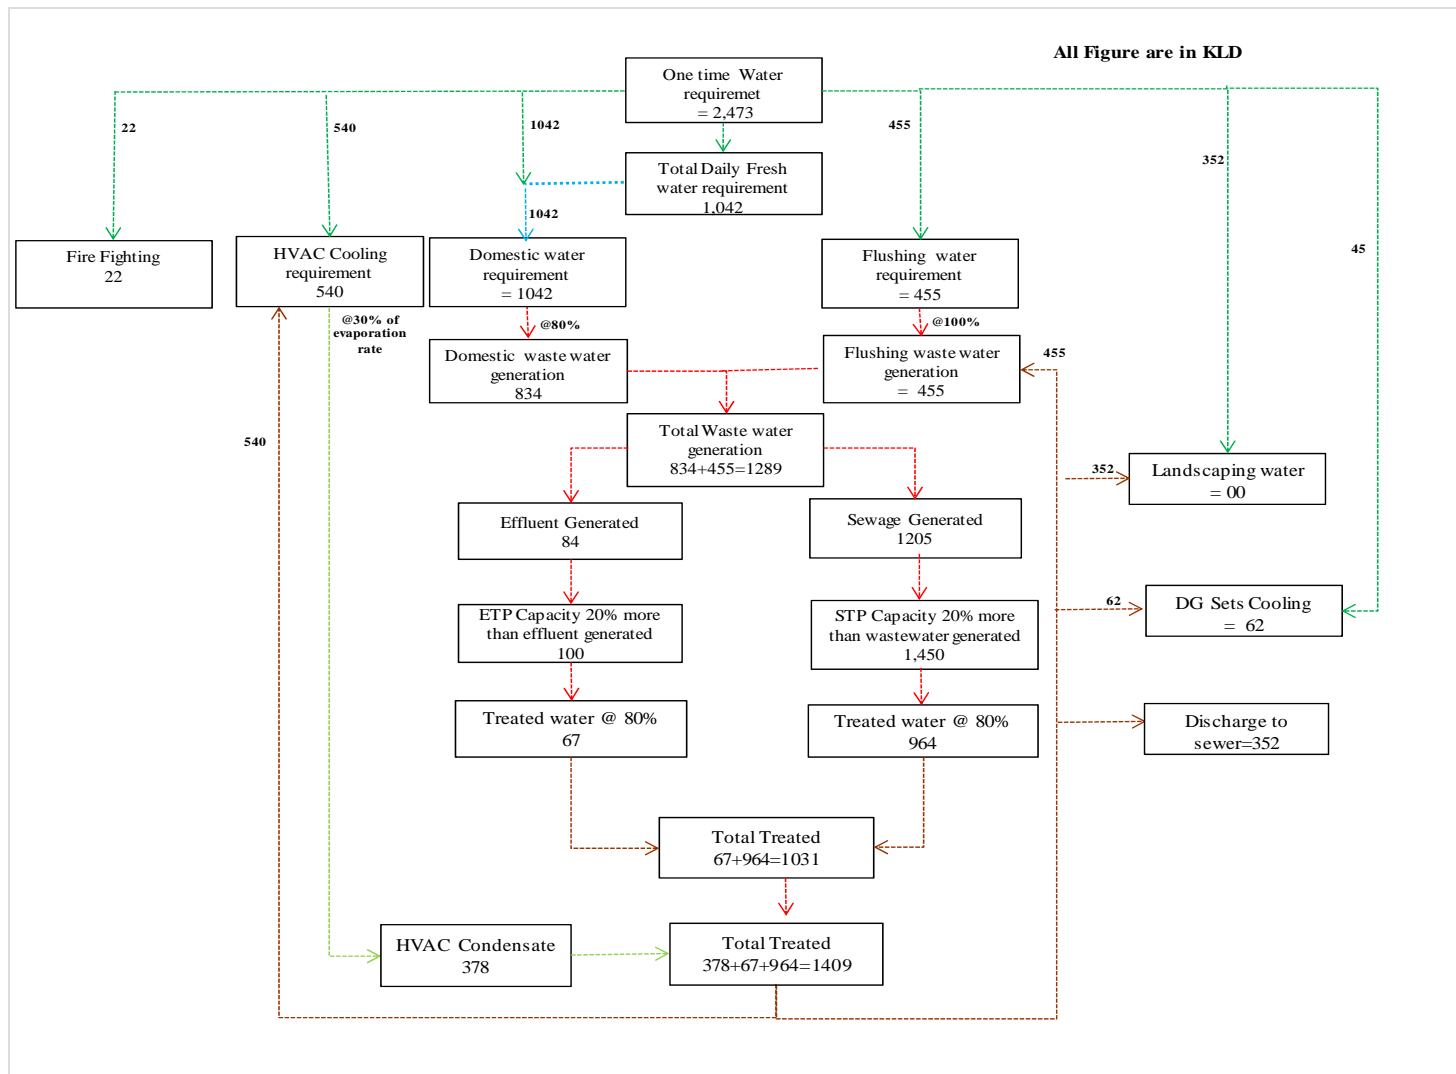 All Figure are in KLD
One time Water
requiremet
= 2,473
22
540
1042
455
352
45
Total Daily Fresh
water requirement
1,042
1042
Fire Fighting
22
HVAC Cooling
requirement
540
Domestic water
requirement
= 1042
Flushing water
requirement
= 455
@30% of
evaporation
rate
@80%
@100%
Domestic waste water
generation
834
Flushing waste water
generation
= 455
455
540
Total Waste water
generation
834+455=1289
352
Landscaping water
= 00
Effluent Generated
84
Sewage Generated
1205
ETP Capacity 20% more
than effluent generated
100
STP Capacity 20% more
than wastewater generated
1,450
62
DG Sets Cooling
= 62
Treated water @ 80%
67
Treated water @ 80%
964
Discharge to
sewer=352
Total Treated
67+964=1031
HVAC Condensate
378
Total Treated
378+67+964=1409